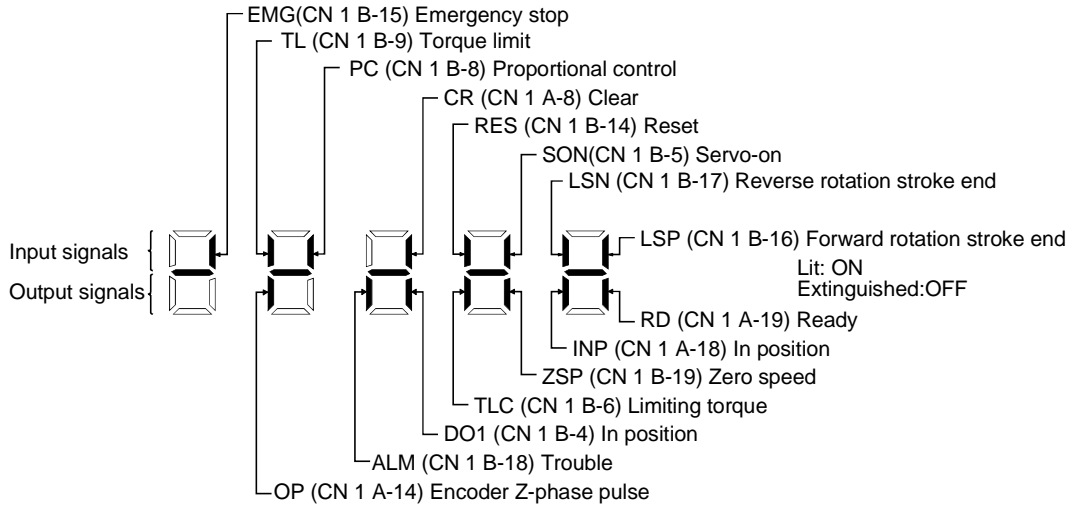 EMG(CN 1 B-15) Emergency stop
TL (CN 1 B-9) Torque limit
PC (CN 1 B-8) Proportional control
CR (CN 1 A-8) Clear
RES (CN 1 B-14) Reset
SON(CN 1 B-5) Servo-on
LSN (CN 1 B-17) Reverse rotation stroke end
LSP (CN 1 B-16) Forward rotation stroke end
Input signals
Lit: ON
Output signals
Extinguished:OFF
RD (CN 1 A-19) Ready
INP (CN 1 A-18) In position
ZSP (CN 1 B-19) Zero speed
TLC (CN 1 B-6) Limiting torque
DO1 (CN 1 B-4) In position
ALM (CN 1 B-18) Trouble
OP (CN 1 A-14) Encoder Z-phase pulse